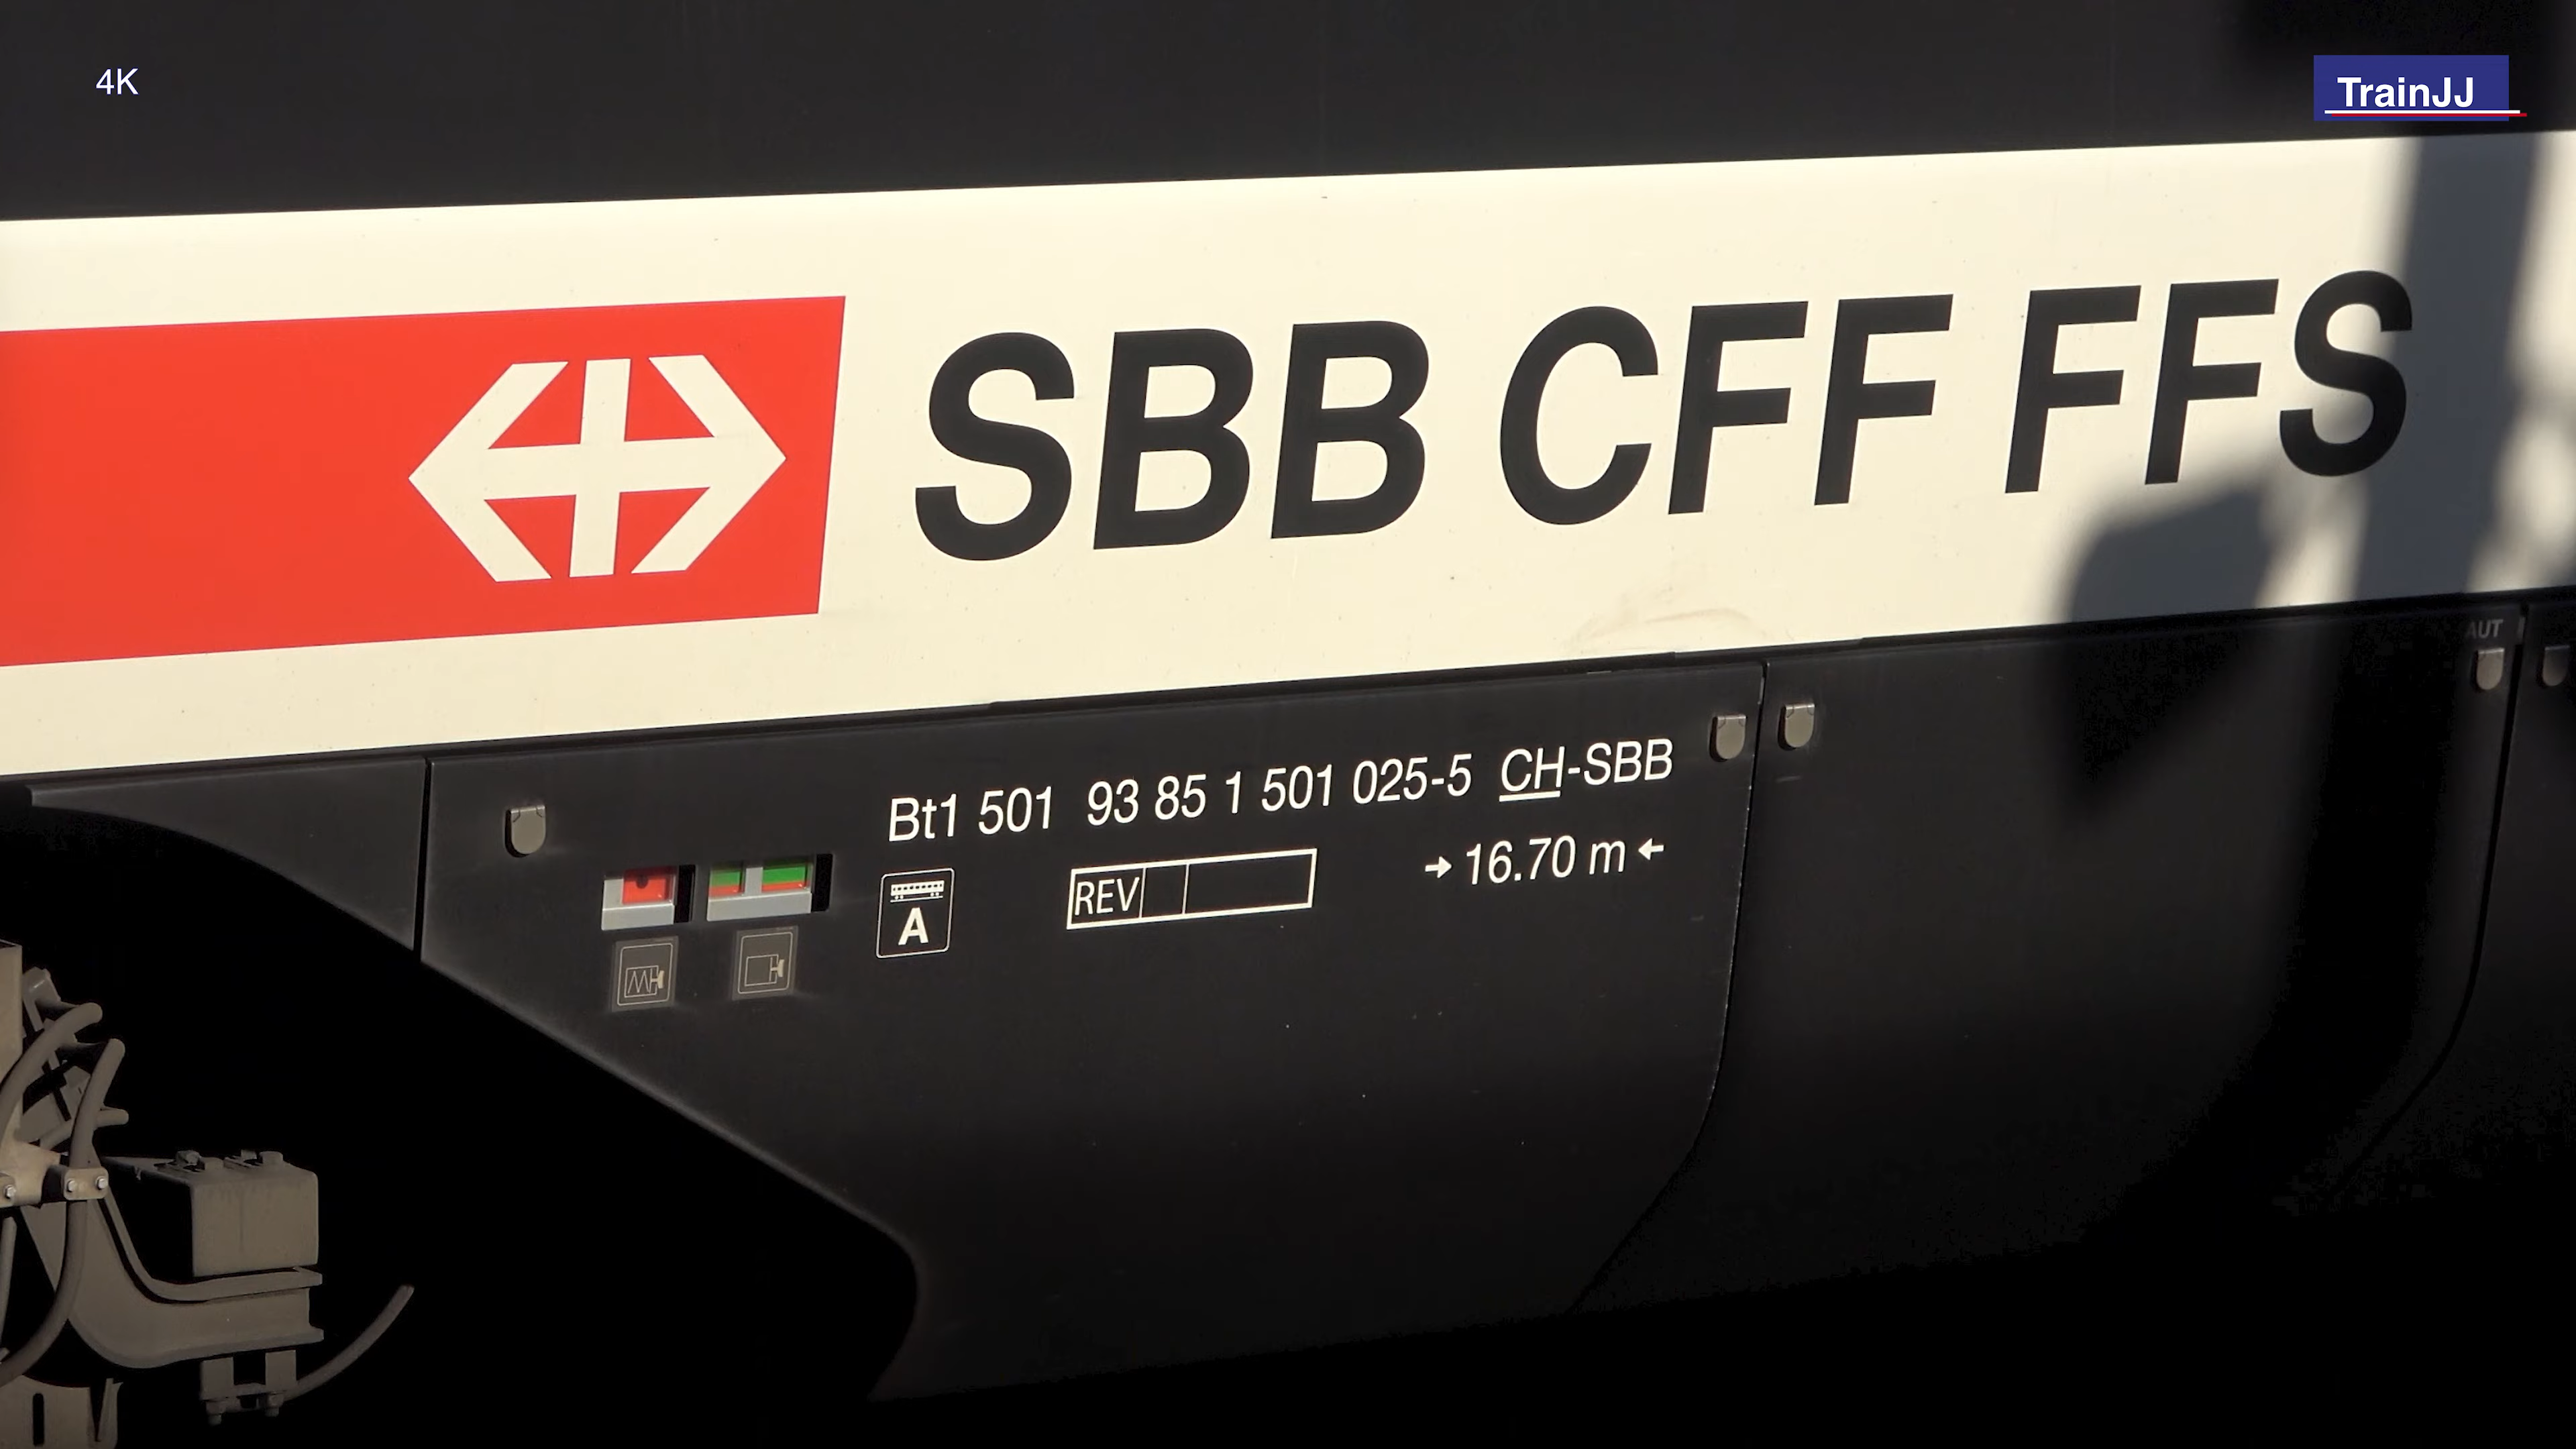 4K
TrainJJ
SBB CFF FFS
AUT
Bt1 501 93 85 1 501 025-5 CH-SBB
→ 16.70 m ←
REV
A